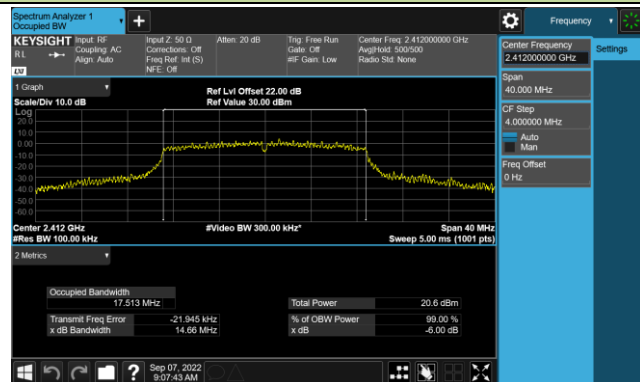 Spectrum Analyzer 1
Occupied BW
Frequency
KEYSIGHT
RL
LXI
Input: RF
Coupling: AC
Align: Auto
Input Z: 50 Ω
Corrections: Off
Freq Ref: Int (S)
NFE: Off
Atten: 20 dB
Trig: Free Run
Gate: Off
#IF Gain: Low
Center Freq: 2.412000000 GHz
Avg|Hold: 500/500
Radio Std: None
Center Frequency
2.412000000 GHz
Settings
Span
40.000 MHz
CF Step
4.000000 MHz
Auto
Man
Freq Offset
0 Hz
1 Graph
Scale/Div 10.0 dB
Ref Lvl Offset 22.00 dB
Ref Value 30.00 dBm
Log
20.0
10.0
0.00
-10.0
-20.0
-30.0
-40.0
-50.0
-60.0
Center 2.412 GHz
#Res BW 100.00 kHz
#Video BW 300.00 kHz*
Span 40 MHz
Sweep 5.00 ms (1001 pts)
2 Metrics
Occupied Bandwidth
17.513 MHz
Total Power 20.6 dBm
Transmit Freq Error -21.945 kHz
% of OBW Power 99.00 %
x dB Bandwidth 14.66 MHz
x dB -6.00 dB
?
Sep 07, 2022
9:07:43 AM